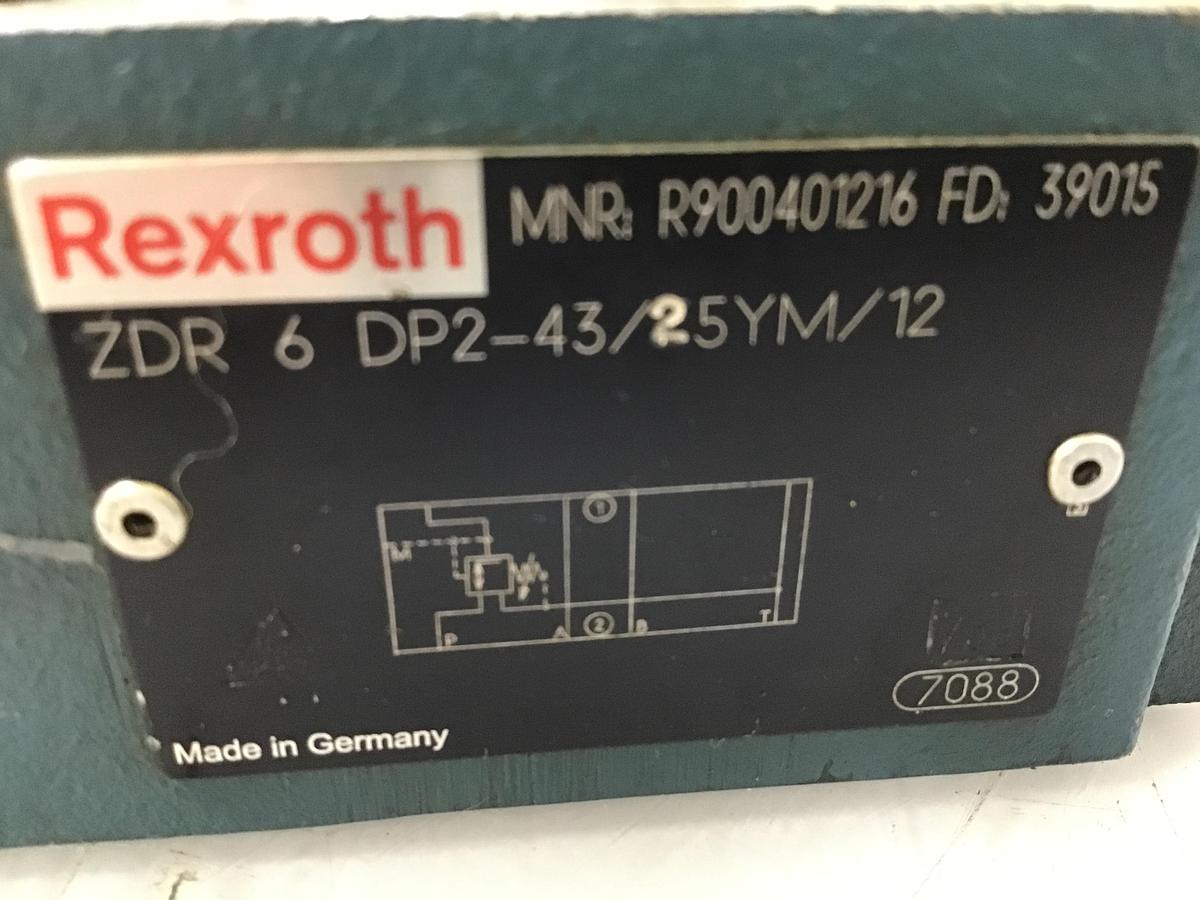 Rexroth MNR: R900401216 FD: 39015
ZDR 6 DP2-43/25YM/12
M
1
P A 2 B T
7088
Made in Germany